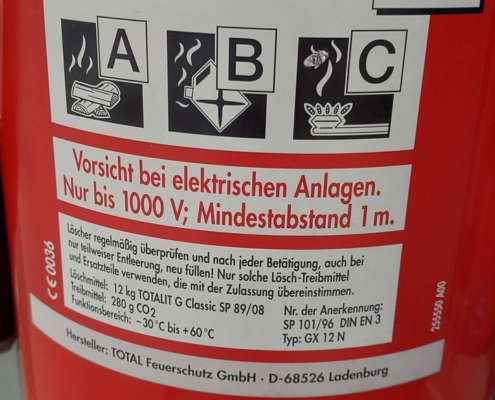 A B C
Vorsicht bei elektrischen Anlagen.
Nur bis 1000 V; Mindestabstand 1 m.
Löscher regelmäßig überprüfen und nach jeder Betätigung, auch bei
nur teilweiser Entleerung, neu füllen! Nur solche Lösch-Treibmittel
und Ersatzteile verwenden, die mit der Zulassung übereinstimmen.
Löschmittel: 12 kg TOTALIT G Classic SP 89/08
Treibmittel: 280 g CO2
Funktionsbereich: –30°C bis +60°C
Nr. der Anerkennung:
SP 101/96 DIN EN 3
Typ: GX 12 N
CE 0036
255550 A00
Hersteller: TOTAL Feuerschutz GmbH · D-68526 Ladenburg